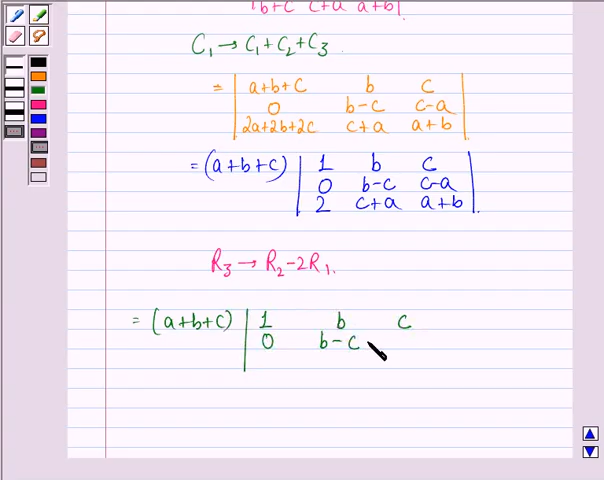 b+c c+a a+b
C₁ → C₁+C₂+C₃
= | a+b+c b c |
| 0 b-c c-a |
| 2a+2b+2c c+a a+b |
= (a+b+c) | 1 b c |
| 0 b-c c-a |
| 2 c+a a+b |.
R₃ → R₂-2R₁.
= (a+b+c) | 1 b c
| 0 b-c